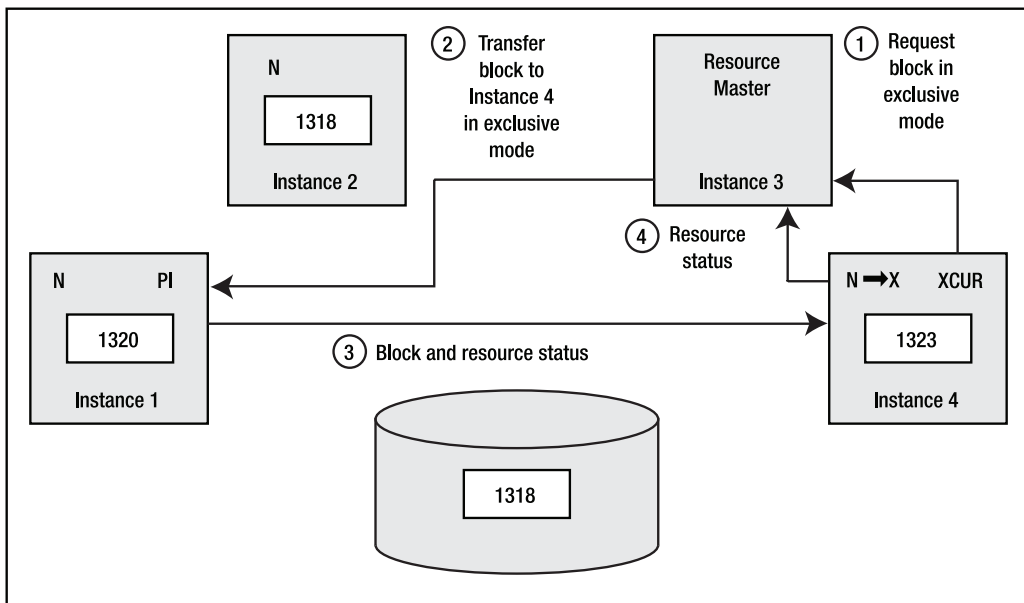 N
1318
Instance 2
2 Transfer
block to
Instance 4
in exclusive
mode
Resource
Master
Instance 3
1 Request
block in
exclusive
mode
4 Resource
status
N PI
1320
Instance 1
N → X XCUR
1323
Instance 4
3 Block and resource status
1318